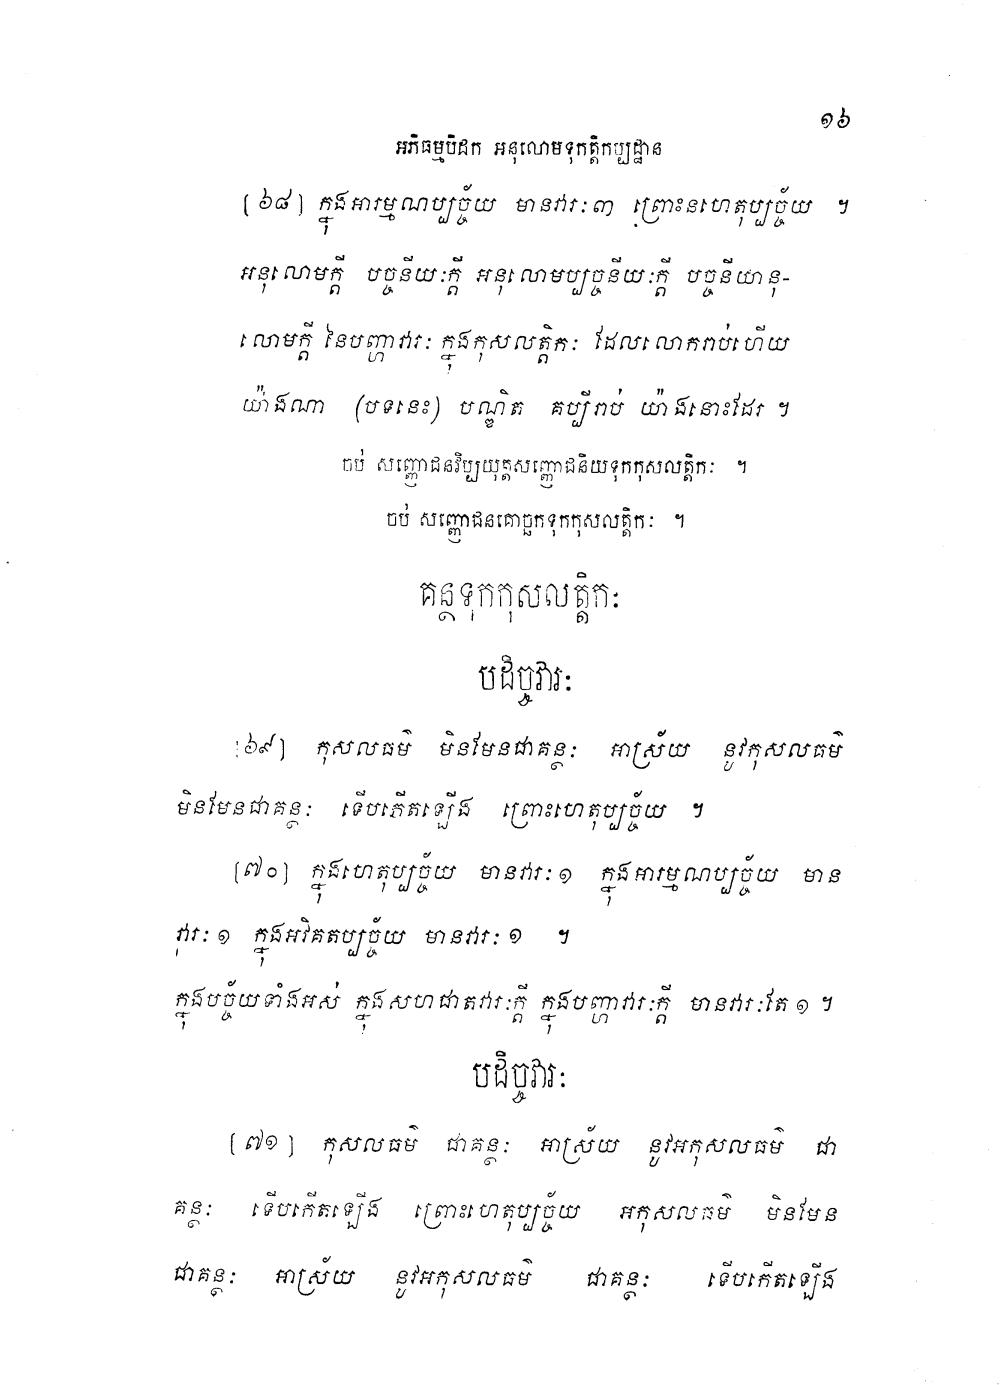 ១៦
អភិធម្មបិដក អនុលោមទុកត្តិកប្បដ្ឋាន
[៦៨] ក្នុងអារម្មណប្បច្ច័យ មានវារៈ៣ ព្រោះនហេតុប្បច្ច័យ ។
អនុលោមក្តី បច្ចនីយៈក្តី អនុលោមប្បច្ចនីយៈក្តី បច្ចនីយានុ-
លោមក្តី នៃបញ្ហាវារៈ ក្នុងកុសលត្តិកៈ ដែលលោករាប់ហើយ
យ៉ាងណា (បទនេះ) បណ្ឌិត គប្បីរាប់ យ៉ាងនោះដែរ ។
ចប់ សញ្ញោជនវិប្បយុត្តសញ្ញោជនិយទុកកុសលត្តិកៈ ។
ចប់ សញ្ញោជនគោច្ឆកទុកកុសលត្តិកៈ ។
គន្ថទុកកុសលត្តិកៈ
បដិច្ចវារៈ
[៦៩] កុសលធម៌ មិនមែនជាគន្ថៈ អាស្រ័យ នូវកុសលធម៌
មិនមែនជាគន្ថៈ ទើបកើតឡើង ព្រោះហេតុប្បច្ច័យ ។
[៧០] ក្នុងហេតុប្បច្ច័យ មានវារៈ១ ក្នុងអារម្មណប្បច្ច័យ មាន
វារៈ ១ ក្នុងអវិគតប្បច្ច័យ មានវារៈ ១ ។
ក្នុងបច្ច័យទាំងអស់ ក្នុងសហជាតវារៈក្តី ក្នុងបញ្ហាវារៈក្តី មានវារៈតែ ១ ។
បដិច្ចវារៈ
[៧១] កុសលធម៌ ជាគន្ថៈ អាស្រ័យ នូវអកុសលធម៌ ជា
គន្ថៈ ទើបកើតឡើង ព្រោះហេតុប្បច្ច័យ អកុសលធម៌ មិនមែន
ជាគន្ថៈ អាស្រ័យ នូវអកុសលធម៌ ជាគន្ថៈ ទើបកើតឡើង